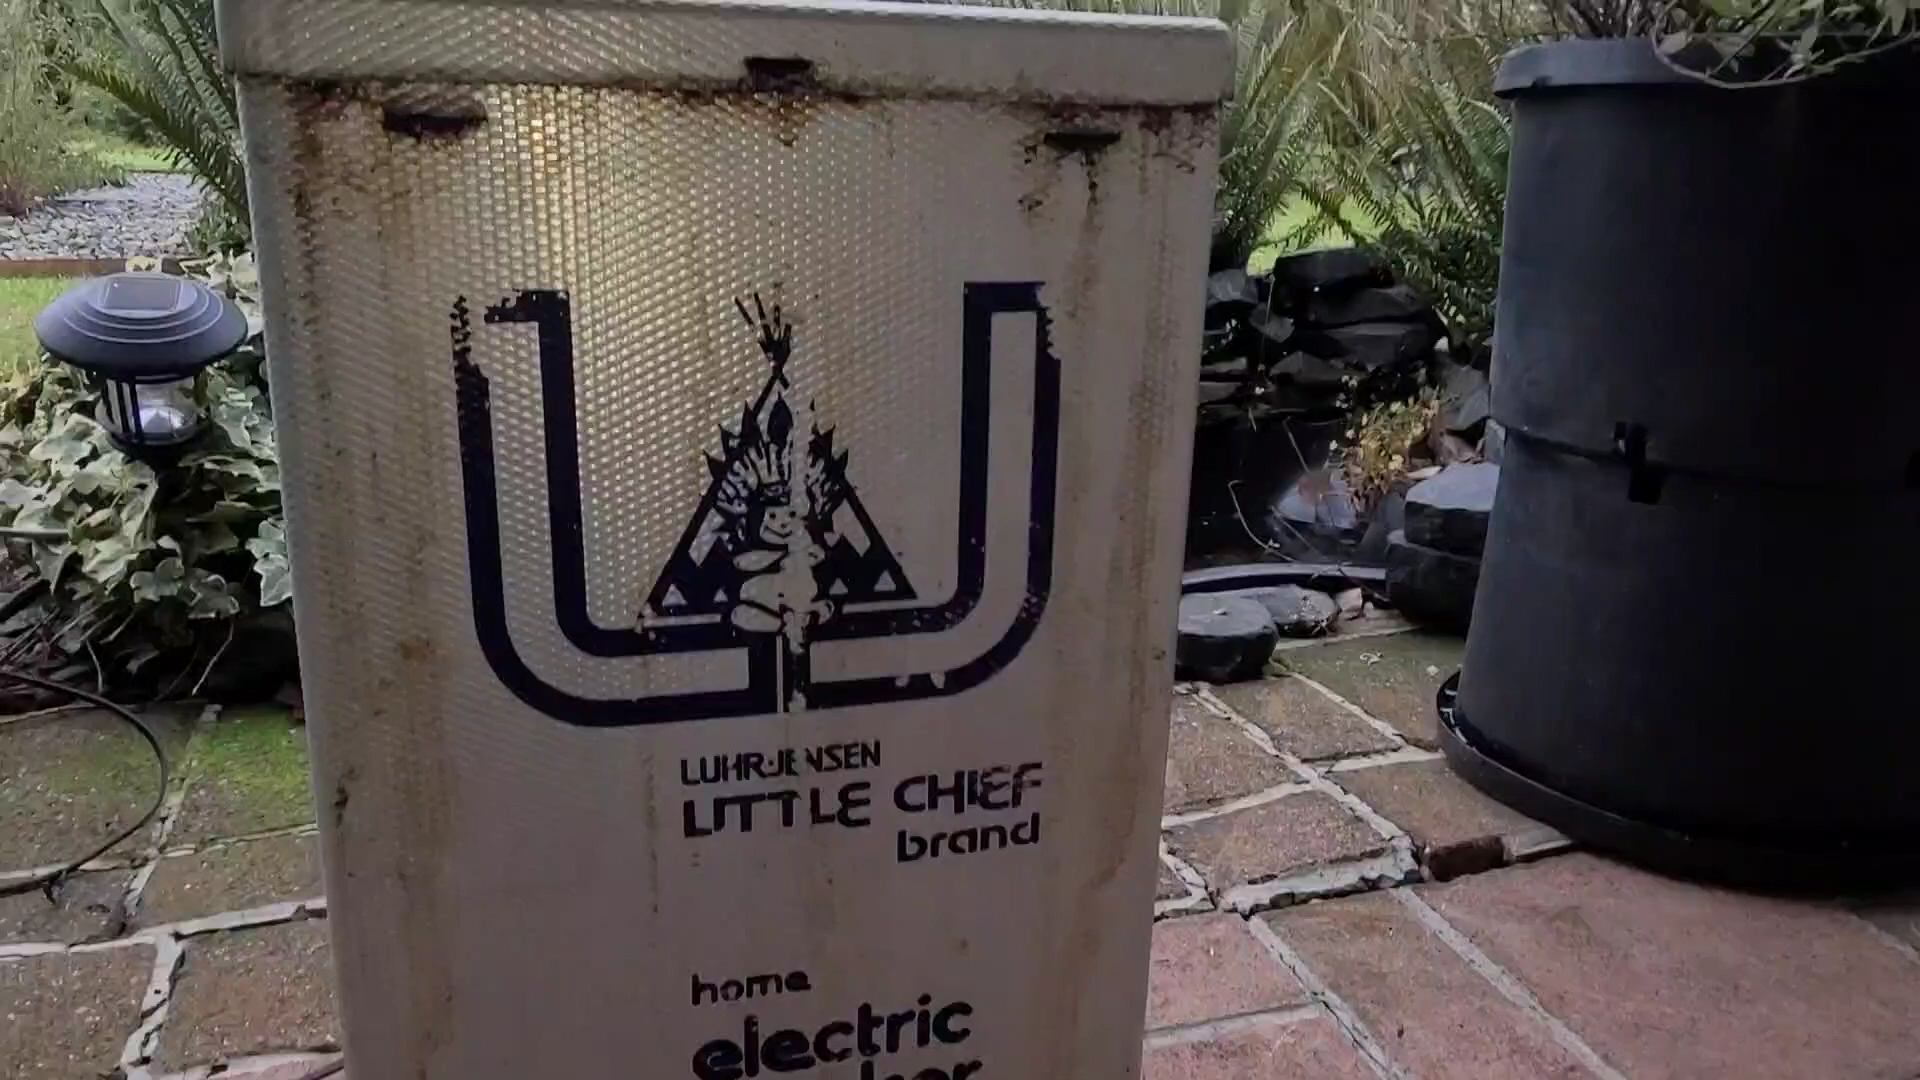 LUHR-JENSEN
LITTLE CHIEF
brand
home
electric